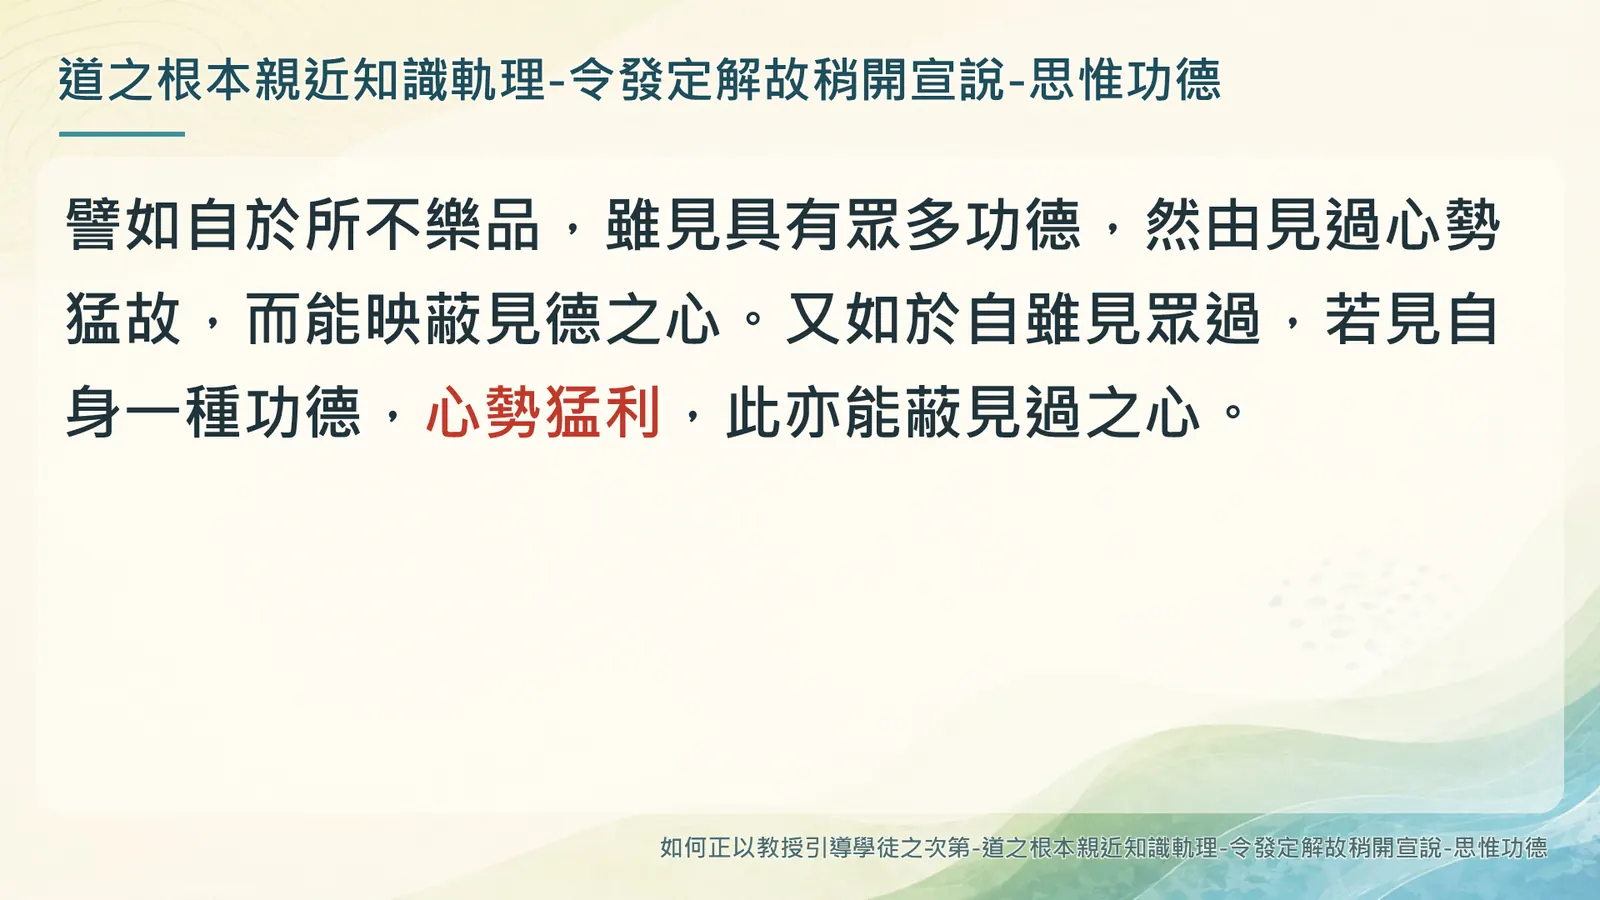 道之根本親近知識軌理-令發定解故稍開宣說-思惟功德
譬如自於所不樂品，雖見具有眾多功德，然由見過心勢
猛故，而能映蔽見德之心。又如於自雖見眾過，若見自
身一種功德，心勢猛利，此亦能蔽見過之心。
如何正以教授引導學徒之次第-道之根本親近知識軌理-令發定解故稍開宣說-思惟功德